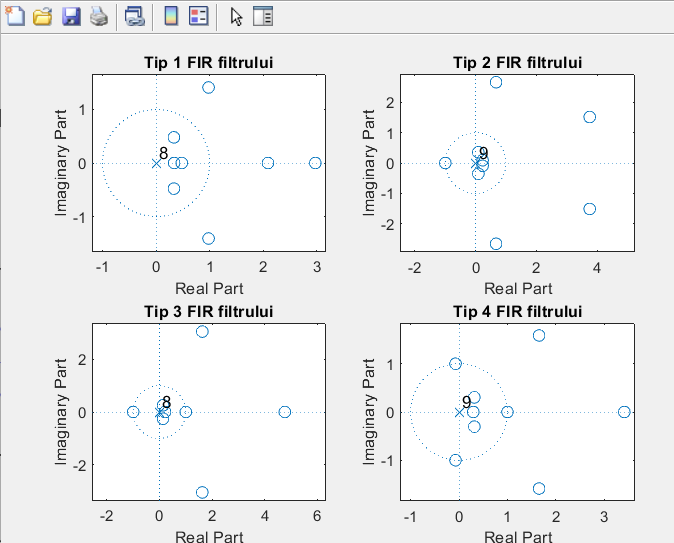 Tip 1 FIR filtrului
Imaginary Part
1
0
-1
8
-1 0 1 2 3
Real Part
Tip 2 FIR filtrului
Imaginary Part
2
1
0
-1
-2
9
-2 0 2 4
Real Part
Tip 3 FIR filtrului
Imaginary Part
2
0
-2
8
-2 0 2 4 6
Real Part
Tip 4 FIR filtrului
Imaginary Part
1
0
-1
9
-1 0 1 2 3
Real Part